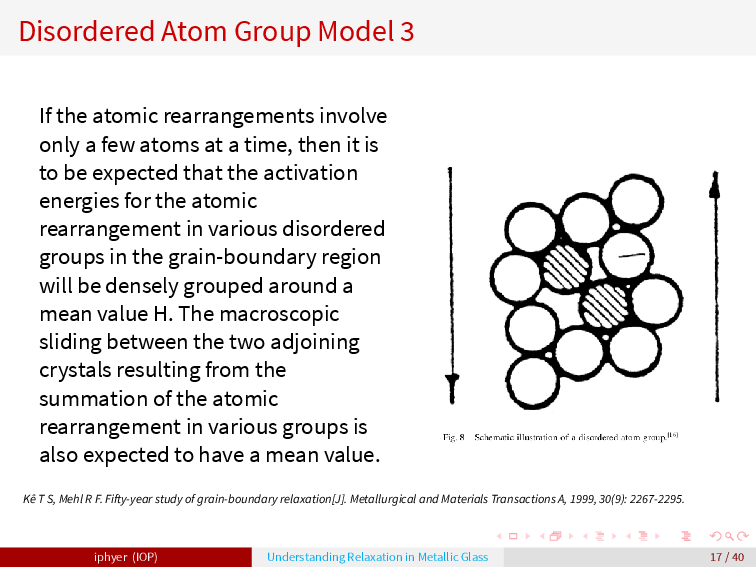 Disordered Atom Group Model 3
If the atomic rearrangements involve
only a few atoms at a time, then it is
to be expected that the activation
energies for the atomic
rearrangement in various disordered
groups in the grain-boundary region
will be densely grouped around a
mean value H. The macroscopic
sliding between the two adjoining
crystals resulting from the
summation of the atomic
rearrangement in various groups is
also expected to have a mean value.
Fig. 8 Schematic illustration of a disordered atom group.[16]
Kê T S, Mehl R F. Fifty-year study of grain-boundary relaxation[J]. Metallurgical and Materials Transactions A, 1999, 30(9): 2267-2295.
iphyer (IOP) Understanding Relaxation in Metallic Glass 17 / 40